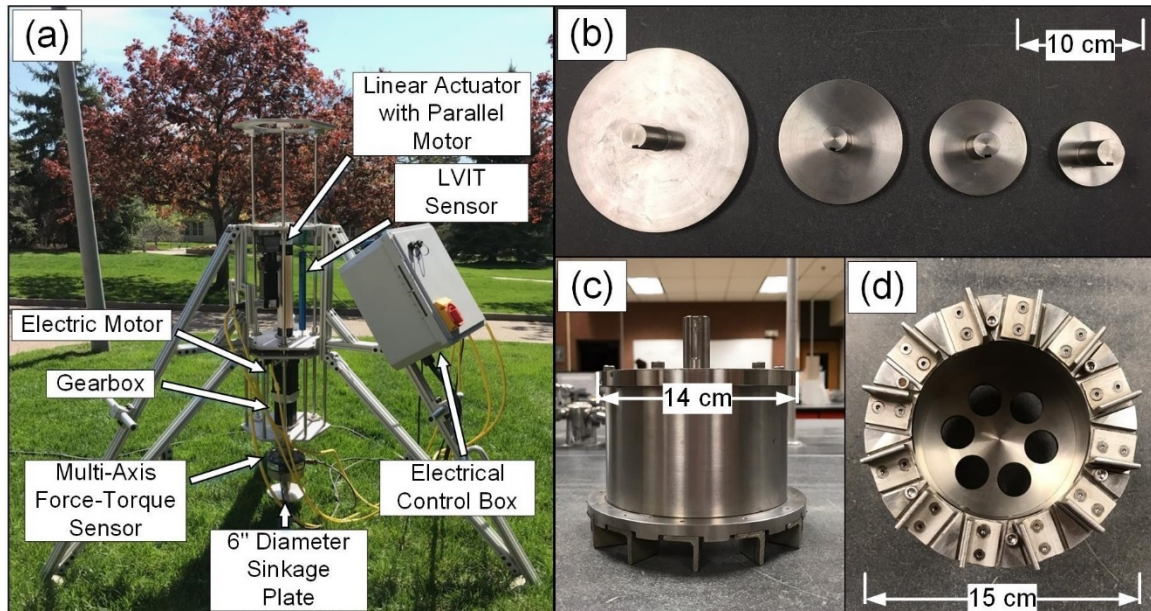 (a)
Linear Actuator
with Parallel
Motor
LVIT
Sensor
Electric Motor
Gearbox
Multi-Axis
Force-Torque
Sensor
6" Diameter
Sinkage
Plate
Electrical
Control Box
(b)
10 cm
(c)
14 cm
(d)
15 cm